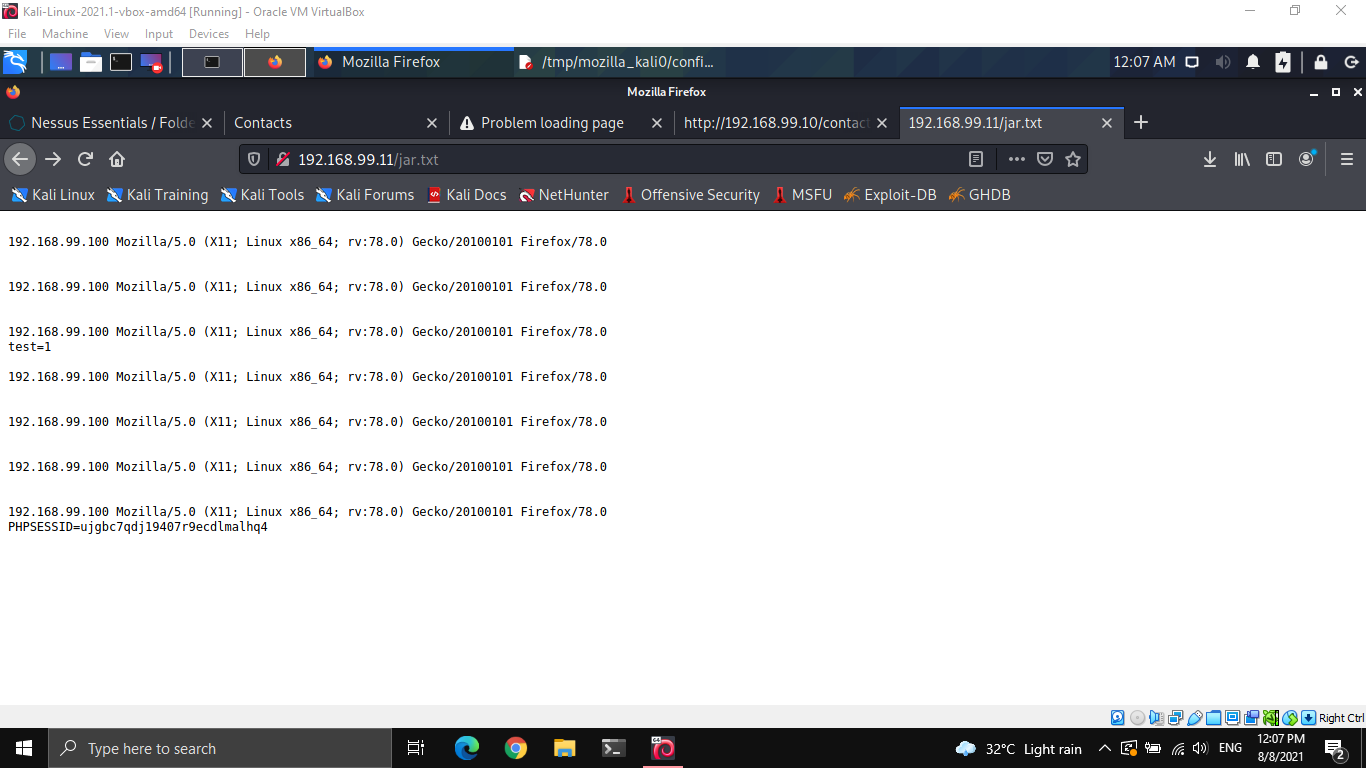 Kali-Linux-2021.1-vbox-amd64 [Running] - Oracle VM VirtualBox
File Machine View Input Devices Help
Mozilla Firefox /tmp/mozilla_kali0/confi... 12:07 AM
Mozilla Firefox
Nessus Essentials / Folde Contacts Problem loading page http://192.168.99.10/contact 192.168.99.11/jar.txt
192.168.99.11/jar.txt
Kali Linux Kali Training Kali Tools Kali Forums Kali Docs NetHunter Offensive Security MSFU Exploit-DB GHDB
192.168.99.100 Mozilla/5.0 (X11; Linux x86_64; rv:78.0) Gecko/20100101 Firefox/78.0
192.168.99.100 Mozilla/5.0 (X11; Linux x86_64; rv:78.0) Gecko/20100101 Firefox/78.0
192.168.99.100 Mozilla/5.0 (X11; Linux x86_64; rv:78.0) Gecko/20100101 Firefox/78.0
test=1
192.168.99.100 Mozilla/5.0 (X11; Linux x86_64; rv:78.0) Gecko/20100101 Firefox/78.0
192.168.99.100 Mozilla/5.0 (X11; Linux x86_64; rv:78.0) Gecko/20100101 Firefox/78.0
192.168.99.100 Mozilla/5.0 (X11; Linux x86_64; rv:78.0) Gecko/20100101 Firefox/78.0
192.168.99.100 Mozilla/5.0 (X11; Linux x86_64; rv:78.0) Gecko/20100101 Firefox/78.0
PHPSESSID=ujgbc7qdj19407r9ecdlmalhq4
Right Ctrl
Type here to search 32°C Light rain ENG 12:07 PM
8/8/2021 2